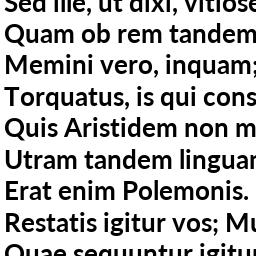 Sed ille, ut dixi, vitiose
Quam ob rem tandem
Memini vero, inquam;
Torquatus, is qui cons
Quis Aristidem non m
Utram tandem linguar
Erat enim Polemonis.
Restatis igitur vos; Mu
Quae sequuntur igitur